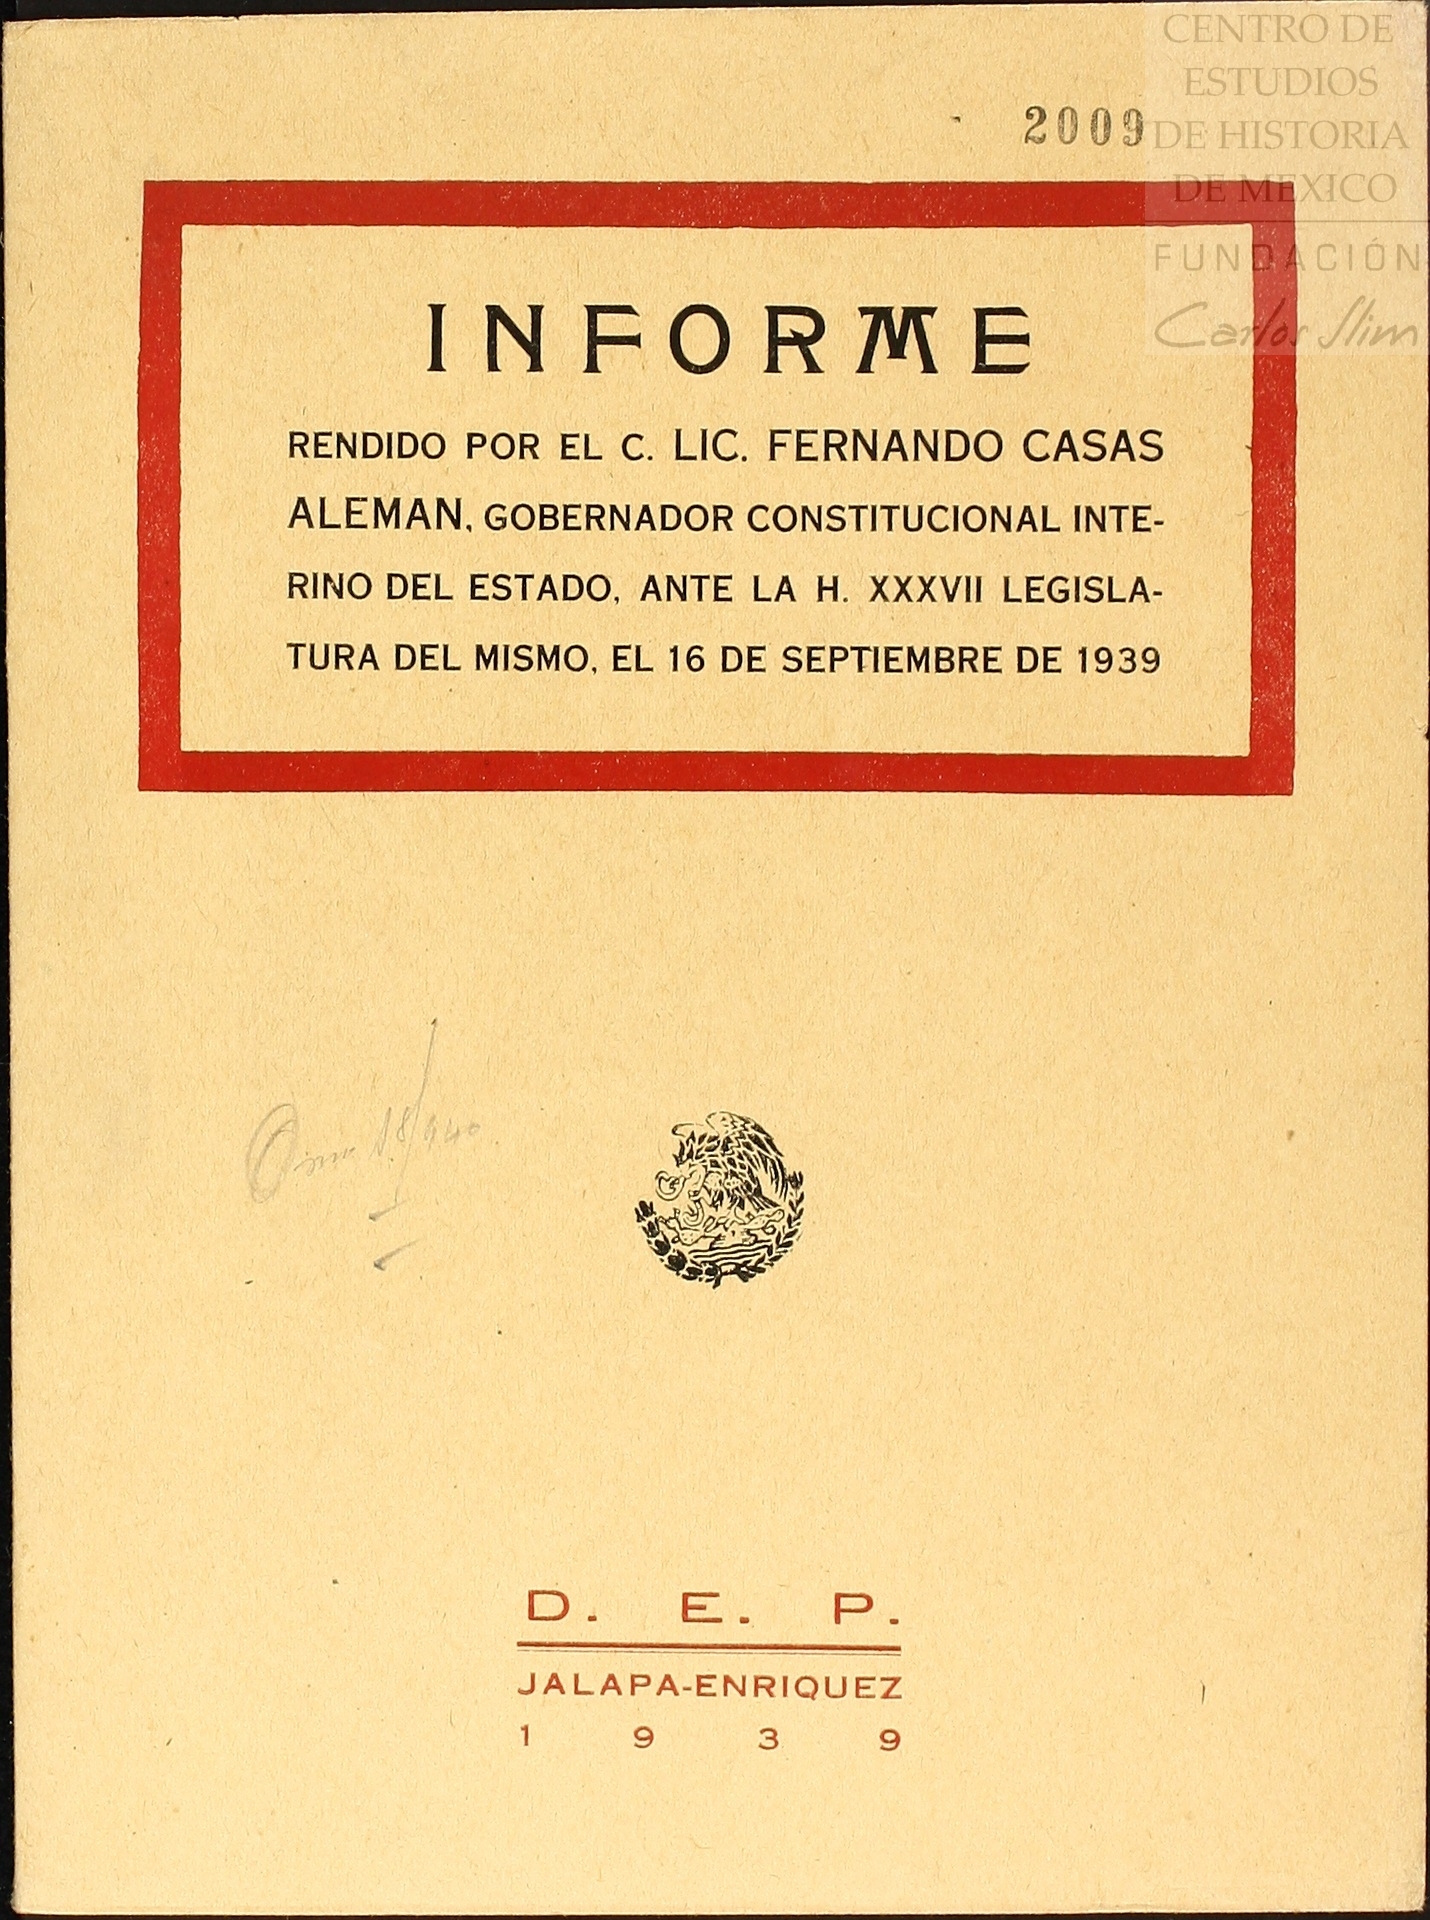 CENTRO DE
ESTUDIOS
DE HISTORIA
DE MEXICO
FUNDACIÓN
Carlos Slim
2009
INFORME
RENDIDO POR EL C. LIC. FERNANDO CASAS
ALEMAN, GOBERNADOR CONSTITUCIONAL INTE-
RINO DEL ESTADO, ANTE LA H. XXXVII LEGISLA-
TURA DEL MISMO, EL 16 DE SEPTIEMBRE DE 1939
D. E. P.
JALAPA-ENRIQUEZ
1 9 3 9